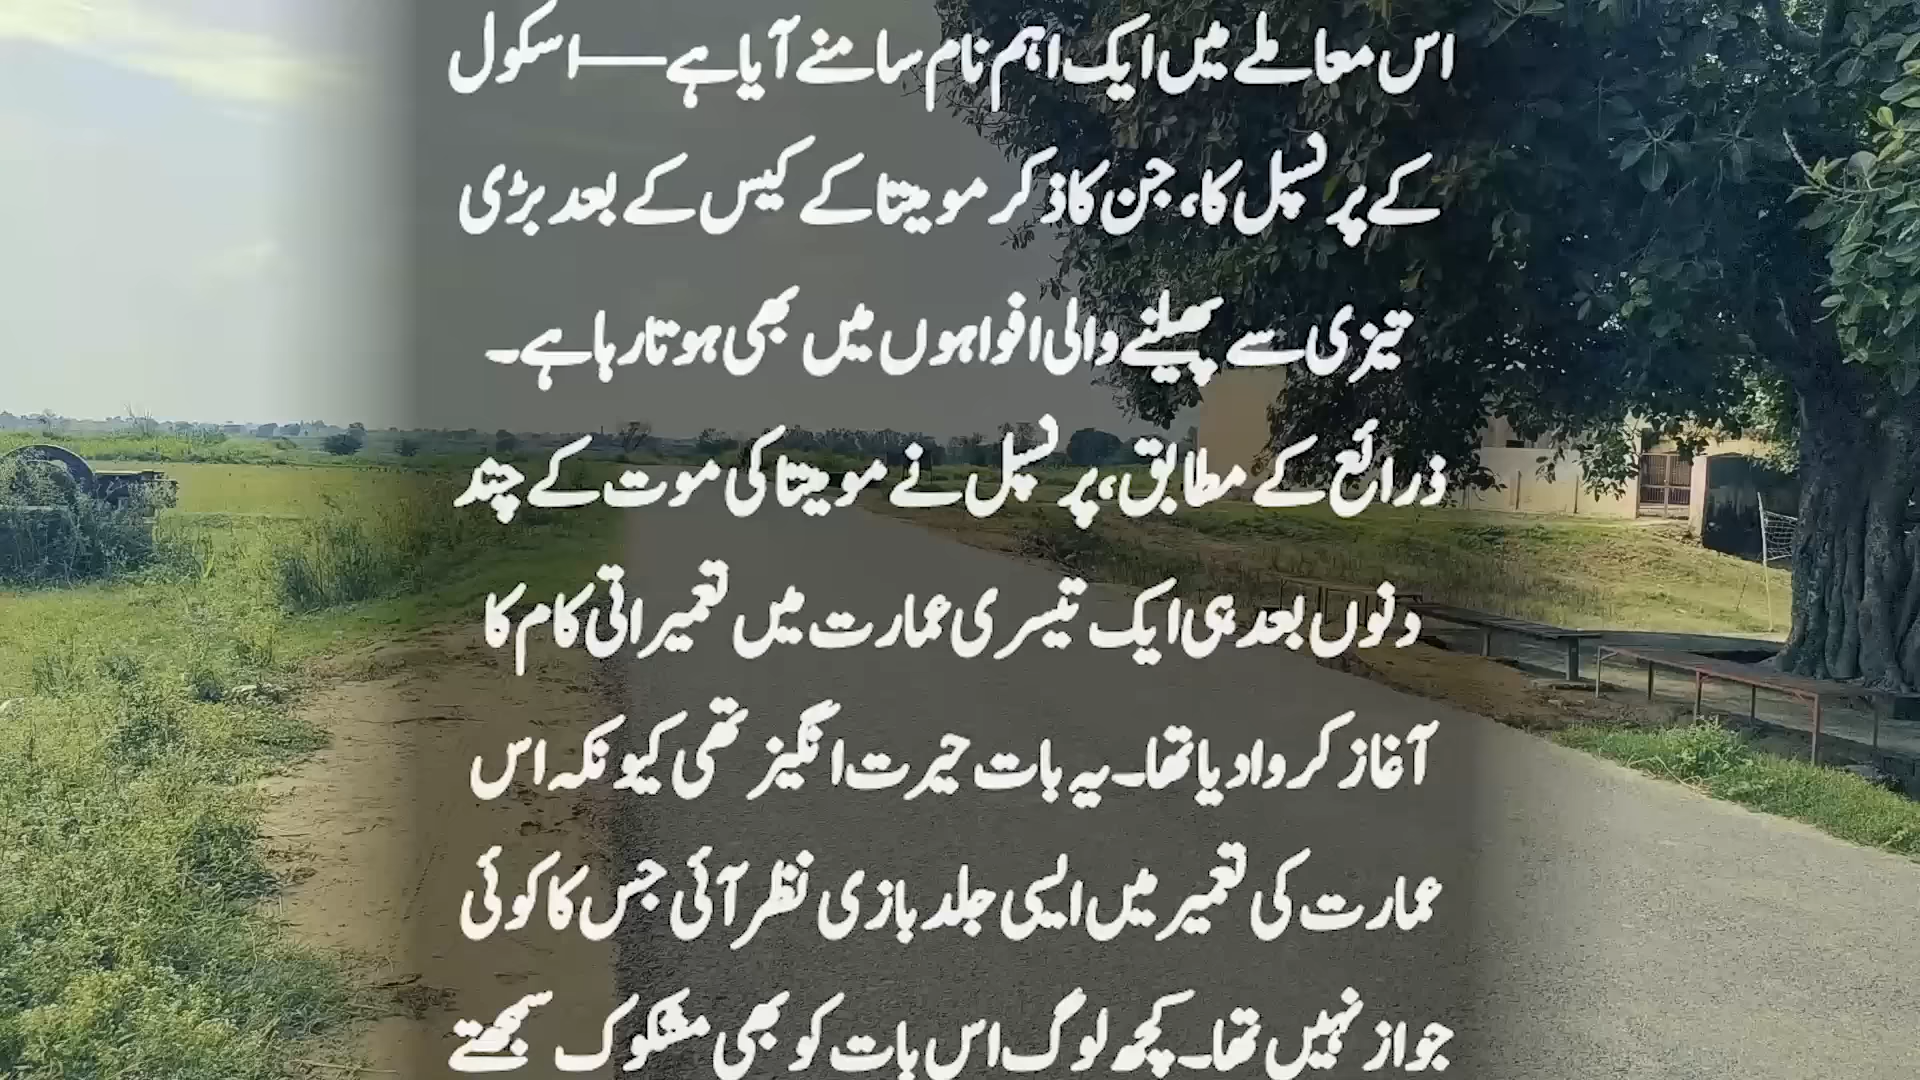 اس معاملے میں ایک اہم نام سامنے آیا ہے—اسکول
کے پرنسپل کا، جن کا ذکر موہیتا کے کیس کے بعد بڑی
تیزی سے پھیلنے والی افواہوں میں بھی ہوتا رہا ہے۔
ذرائع کے مطابق، پرنسپل نے موہیتا کی موت کے چند
دنوں بعد ہی ایک تیسری عمارت میں تعمیراتی کام کا
آغاز کروا دیا تھا۔ یہ بات حیرت انگیز تھی کیونکہ اس
عمارت کی تعمیر میں ایسی جلد بازی نظر آئی جس کا کوئی
جواز نہیں تھا۔ کچھ لوگ اس بات کو بھی مشکوک سمجھتے